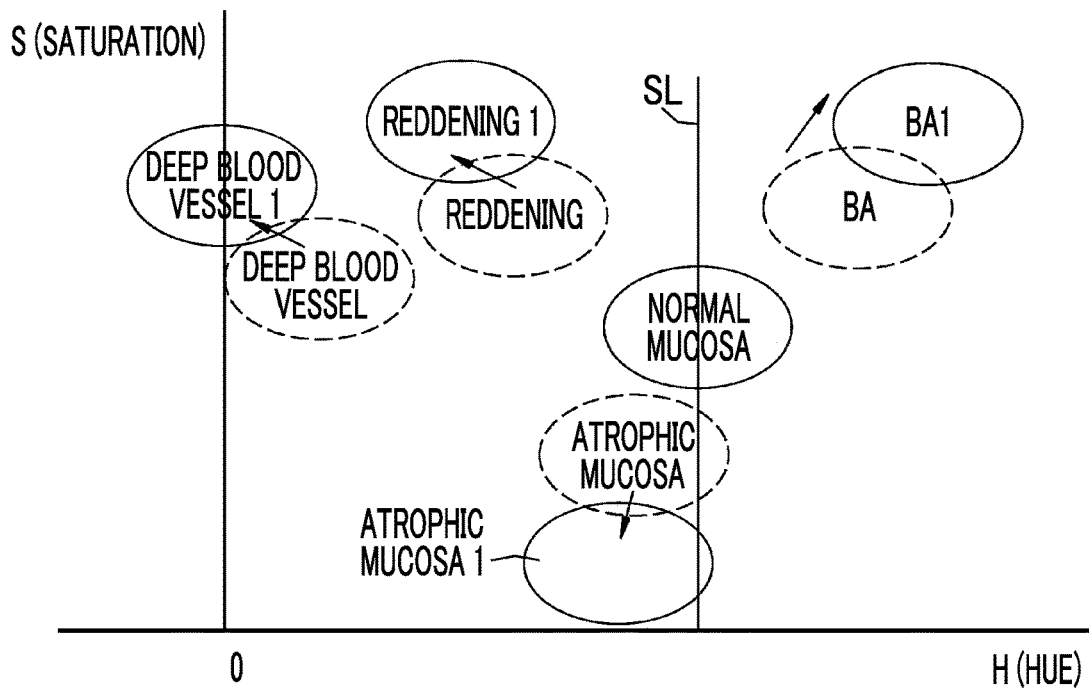 S (SATURATION)
SL
REDDENING 1
BA1
DEEP BLOOD
VESSEL 1
REDDENING
BA
DEEP BLOOD
VESSEL
NORMAL
MUCOSA
ATROPHIC
MUCOSA
ATROPHIC
MUCOSA 1
0
H (HUE)